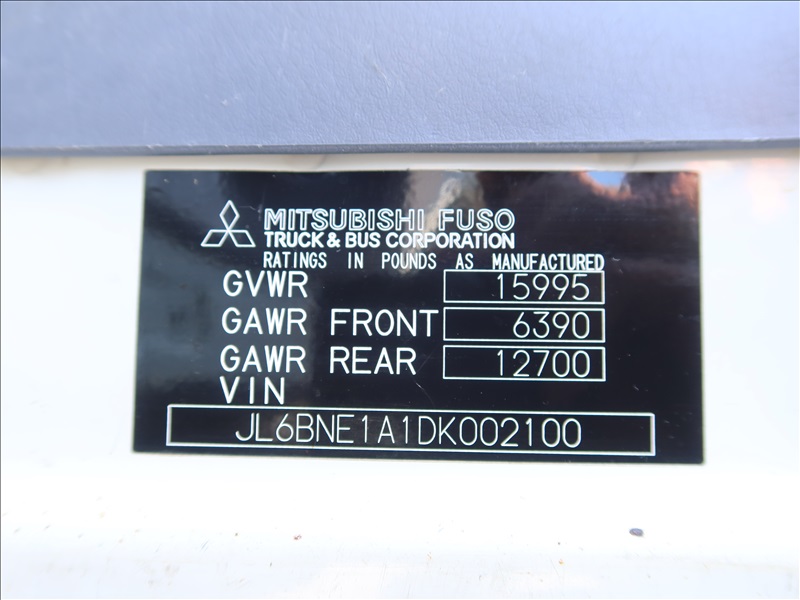 MITSUBISHI FUSO
TRUCK & BUS CORPORATION
RATINGS IN POUNDS AS MANUFACTURED
GVWR 15995
GAWR FRONT 6390
GAWR REAR 12700
VIN
JL6BNE1A1DK002100